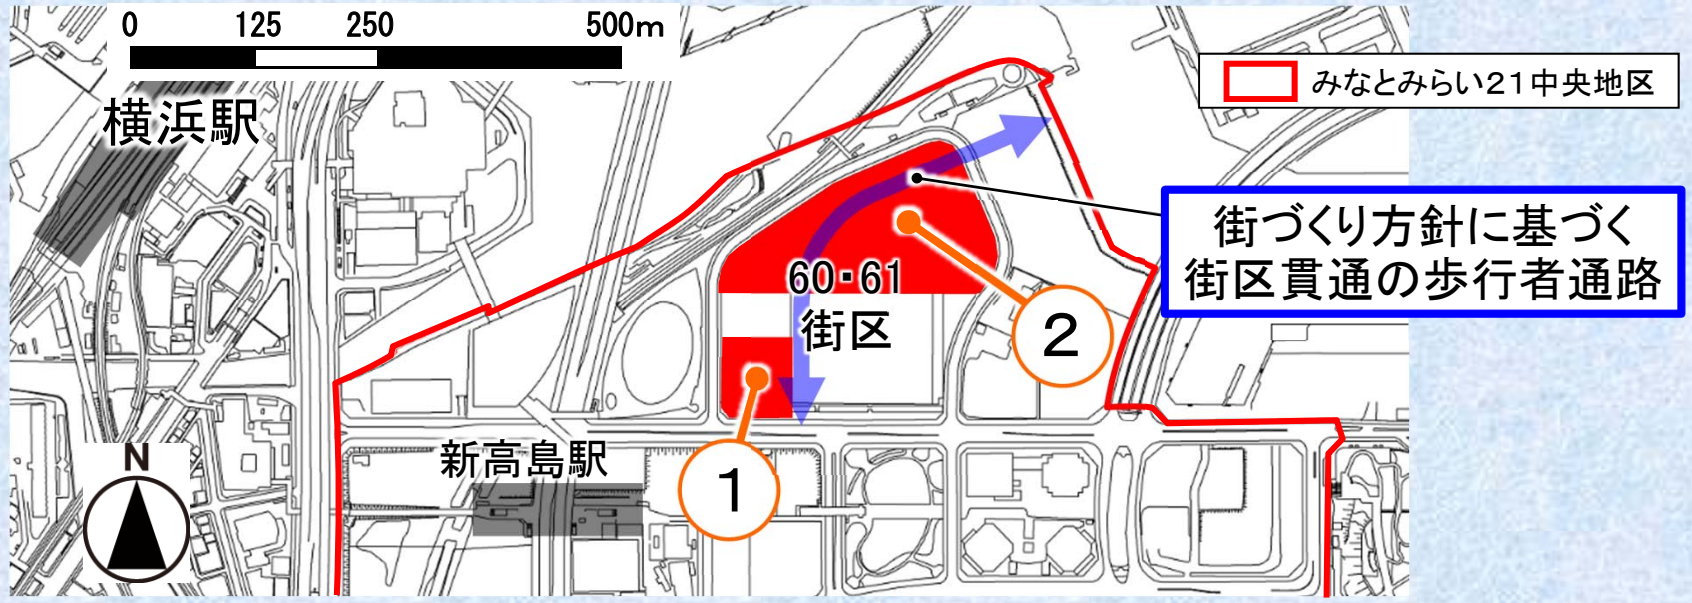 0 125 250 500m
みなとみらい21中央地区
横浜駅
街づくり方針に基づく
街区貫通の歩行者通路
60・61
街区
2
1
新高島駅
N